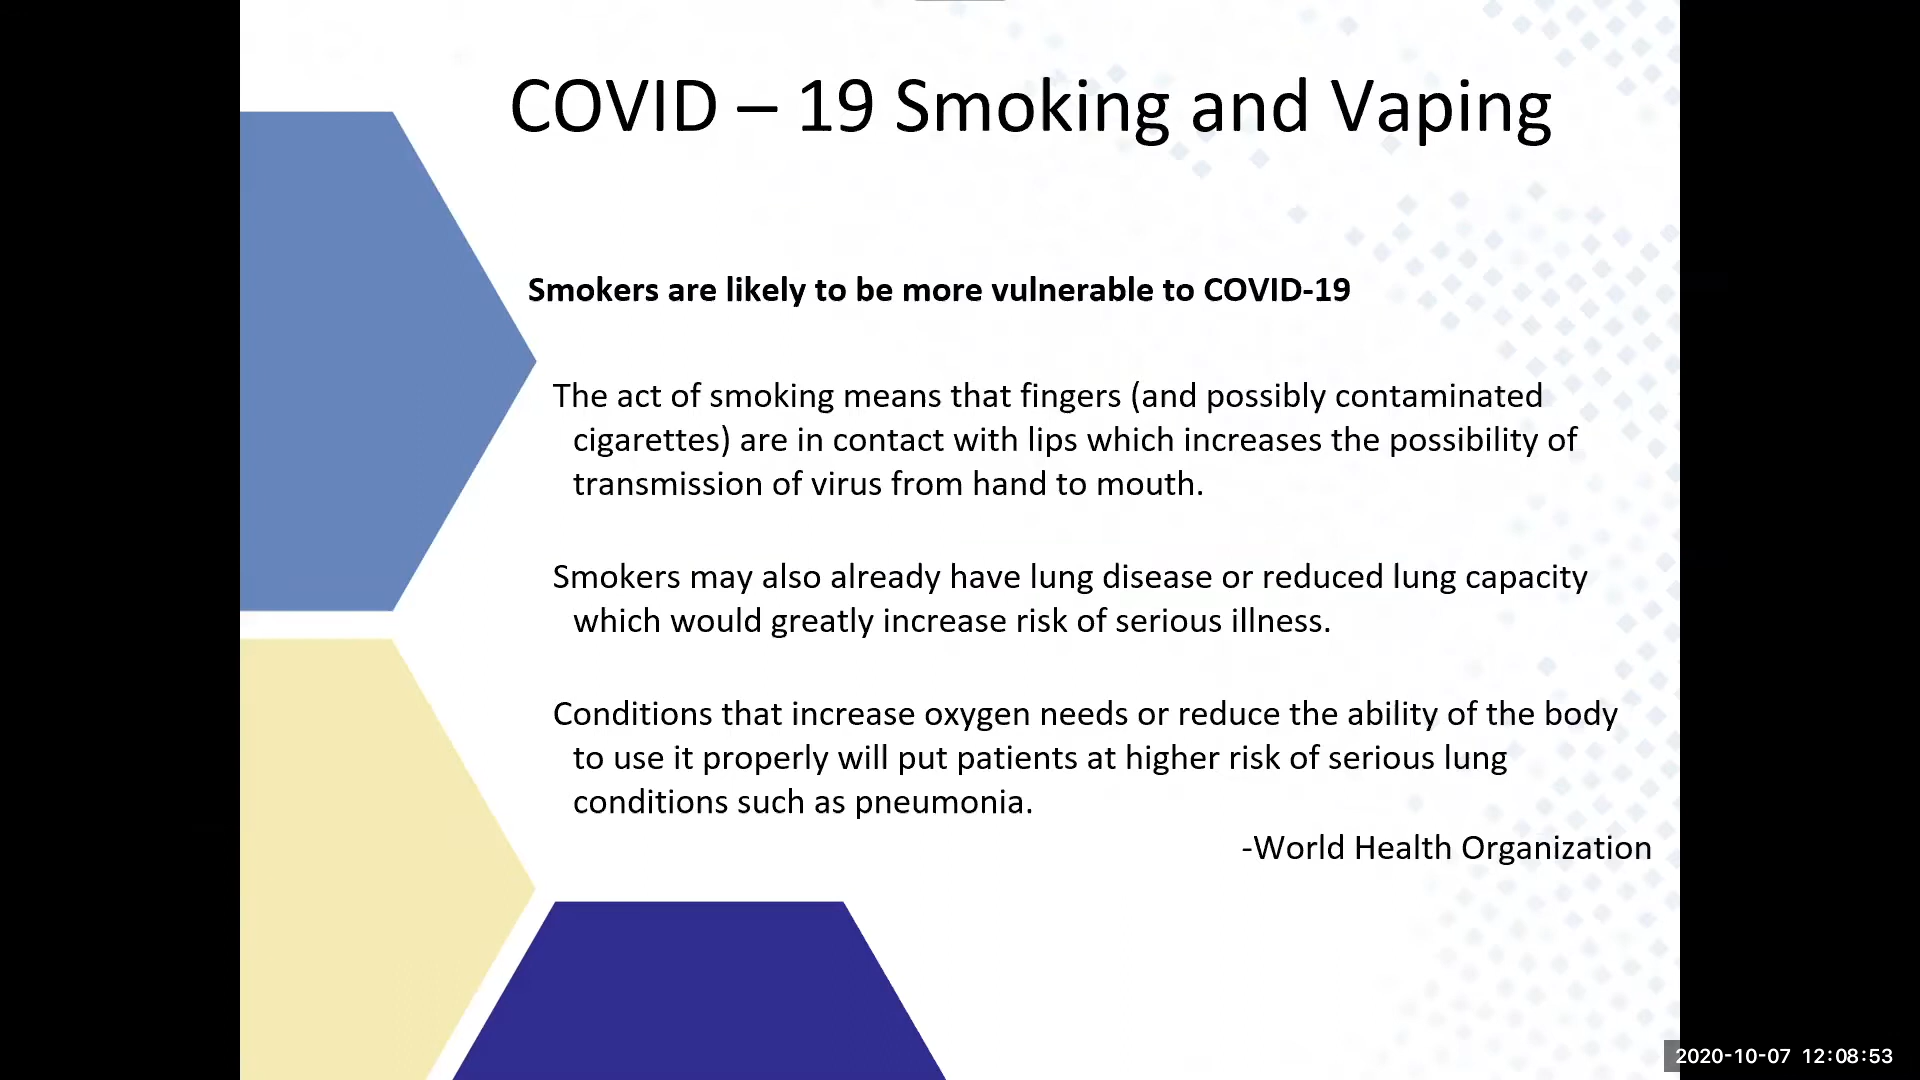 COVID – 19 Smoking and Vaping
Smokers are likely to be more vulnerable to COVID-19
The act of smoking means that fingers (and possibly contaminated
cigarettes) are in contact with lips which increases the possibility of
transmission of virus from hand to mouth.
Smokers may also already have lung disease or reduced lung capacity
which would greatly increase risk of serious illness.
Conditions that increase oxygen needs or reduce the ability of the body
to use it properly will put patients at higher risk of serious lung
conditions such as pneumonia.
-World Health Organization
2020-10-07 12:08:53